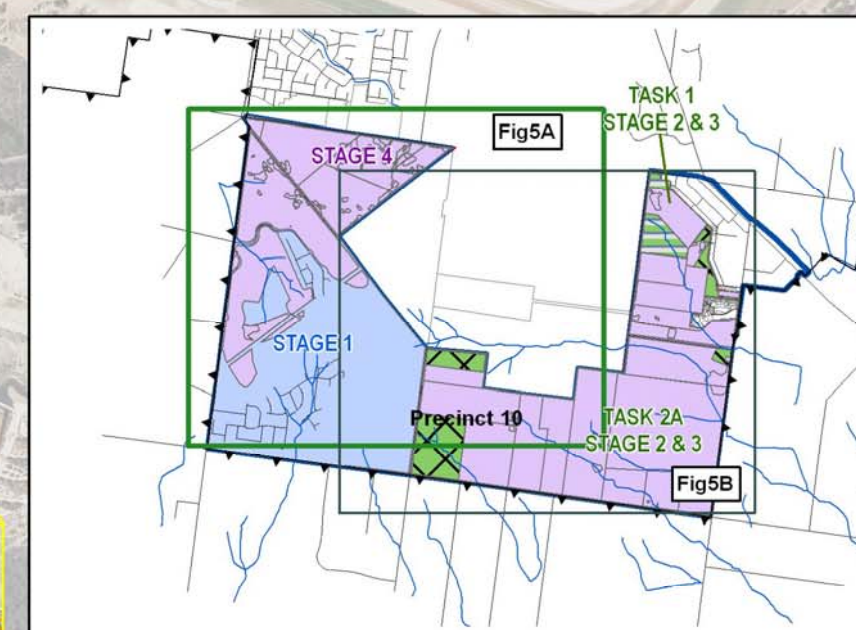 TASK 1
STAGE 2 & 3
Fig5A
STAGE 4
STAGE 1
Precinct 10
TASK 2A
STAGE 2 & 3
Fig5B